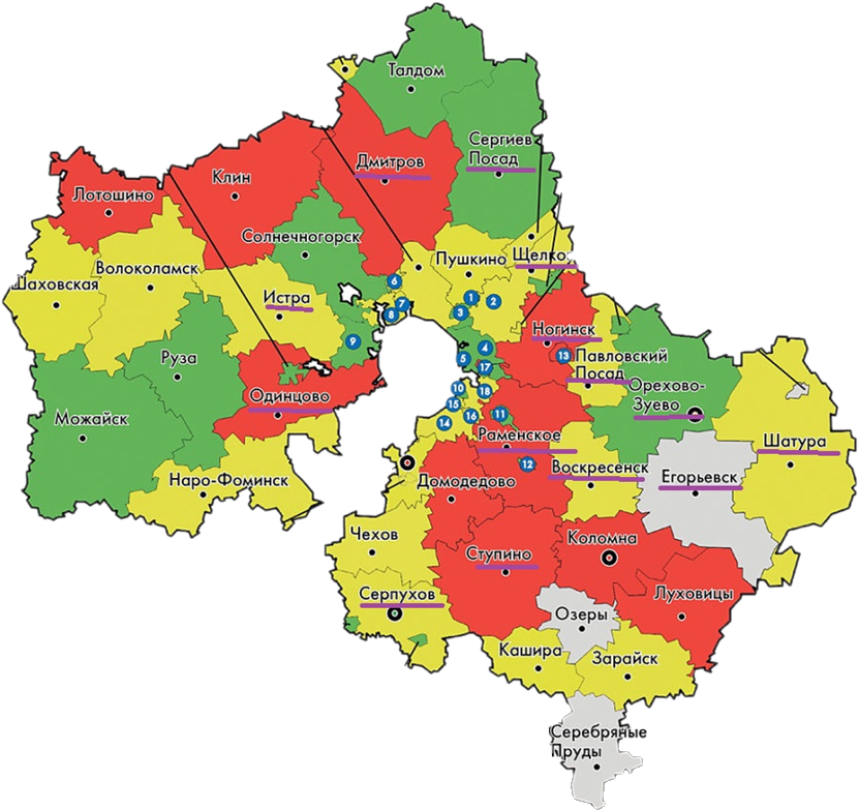 Талдом
Сергиев
Посад
Дмитров
Клин
Лотошино
Солнечногорск
Пушкино
Щелко
Волоколамск
Шаховская
Истра
6
7
8
1
2
3
9
4
5
17
Ногинск
13
Павловский
Посад
Руза
Одинцово
10
18
15
16
11
14
Орехово-
Зуево
Можайск
Раменское
12
Шатура
Воскресенск
Егорьевск
Наро-Фоминск
Домодедово
Чехов
Коломна
Ступино
Серпухов
Луховицы
Озеры
Кашира
Зарайск
Серебряные
Пруды